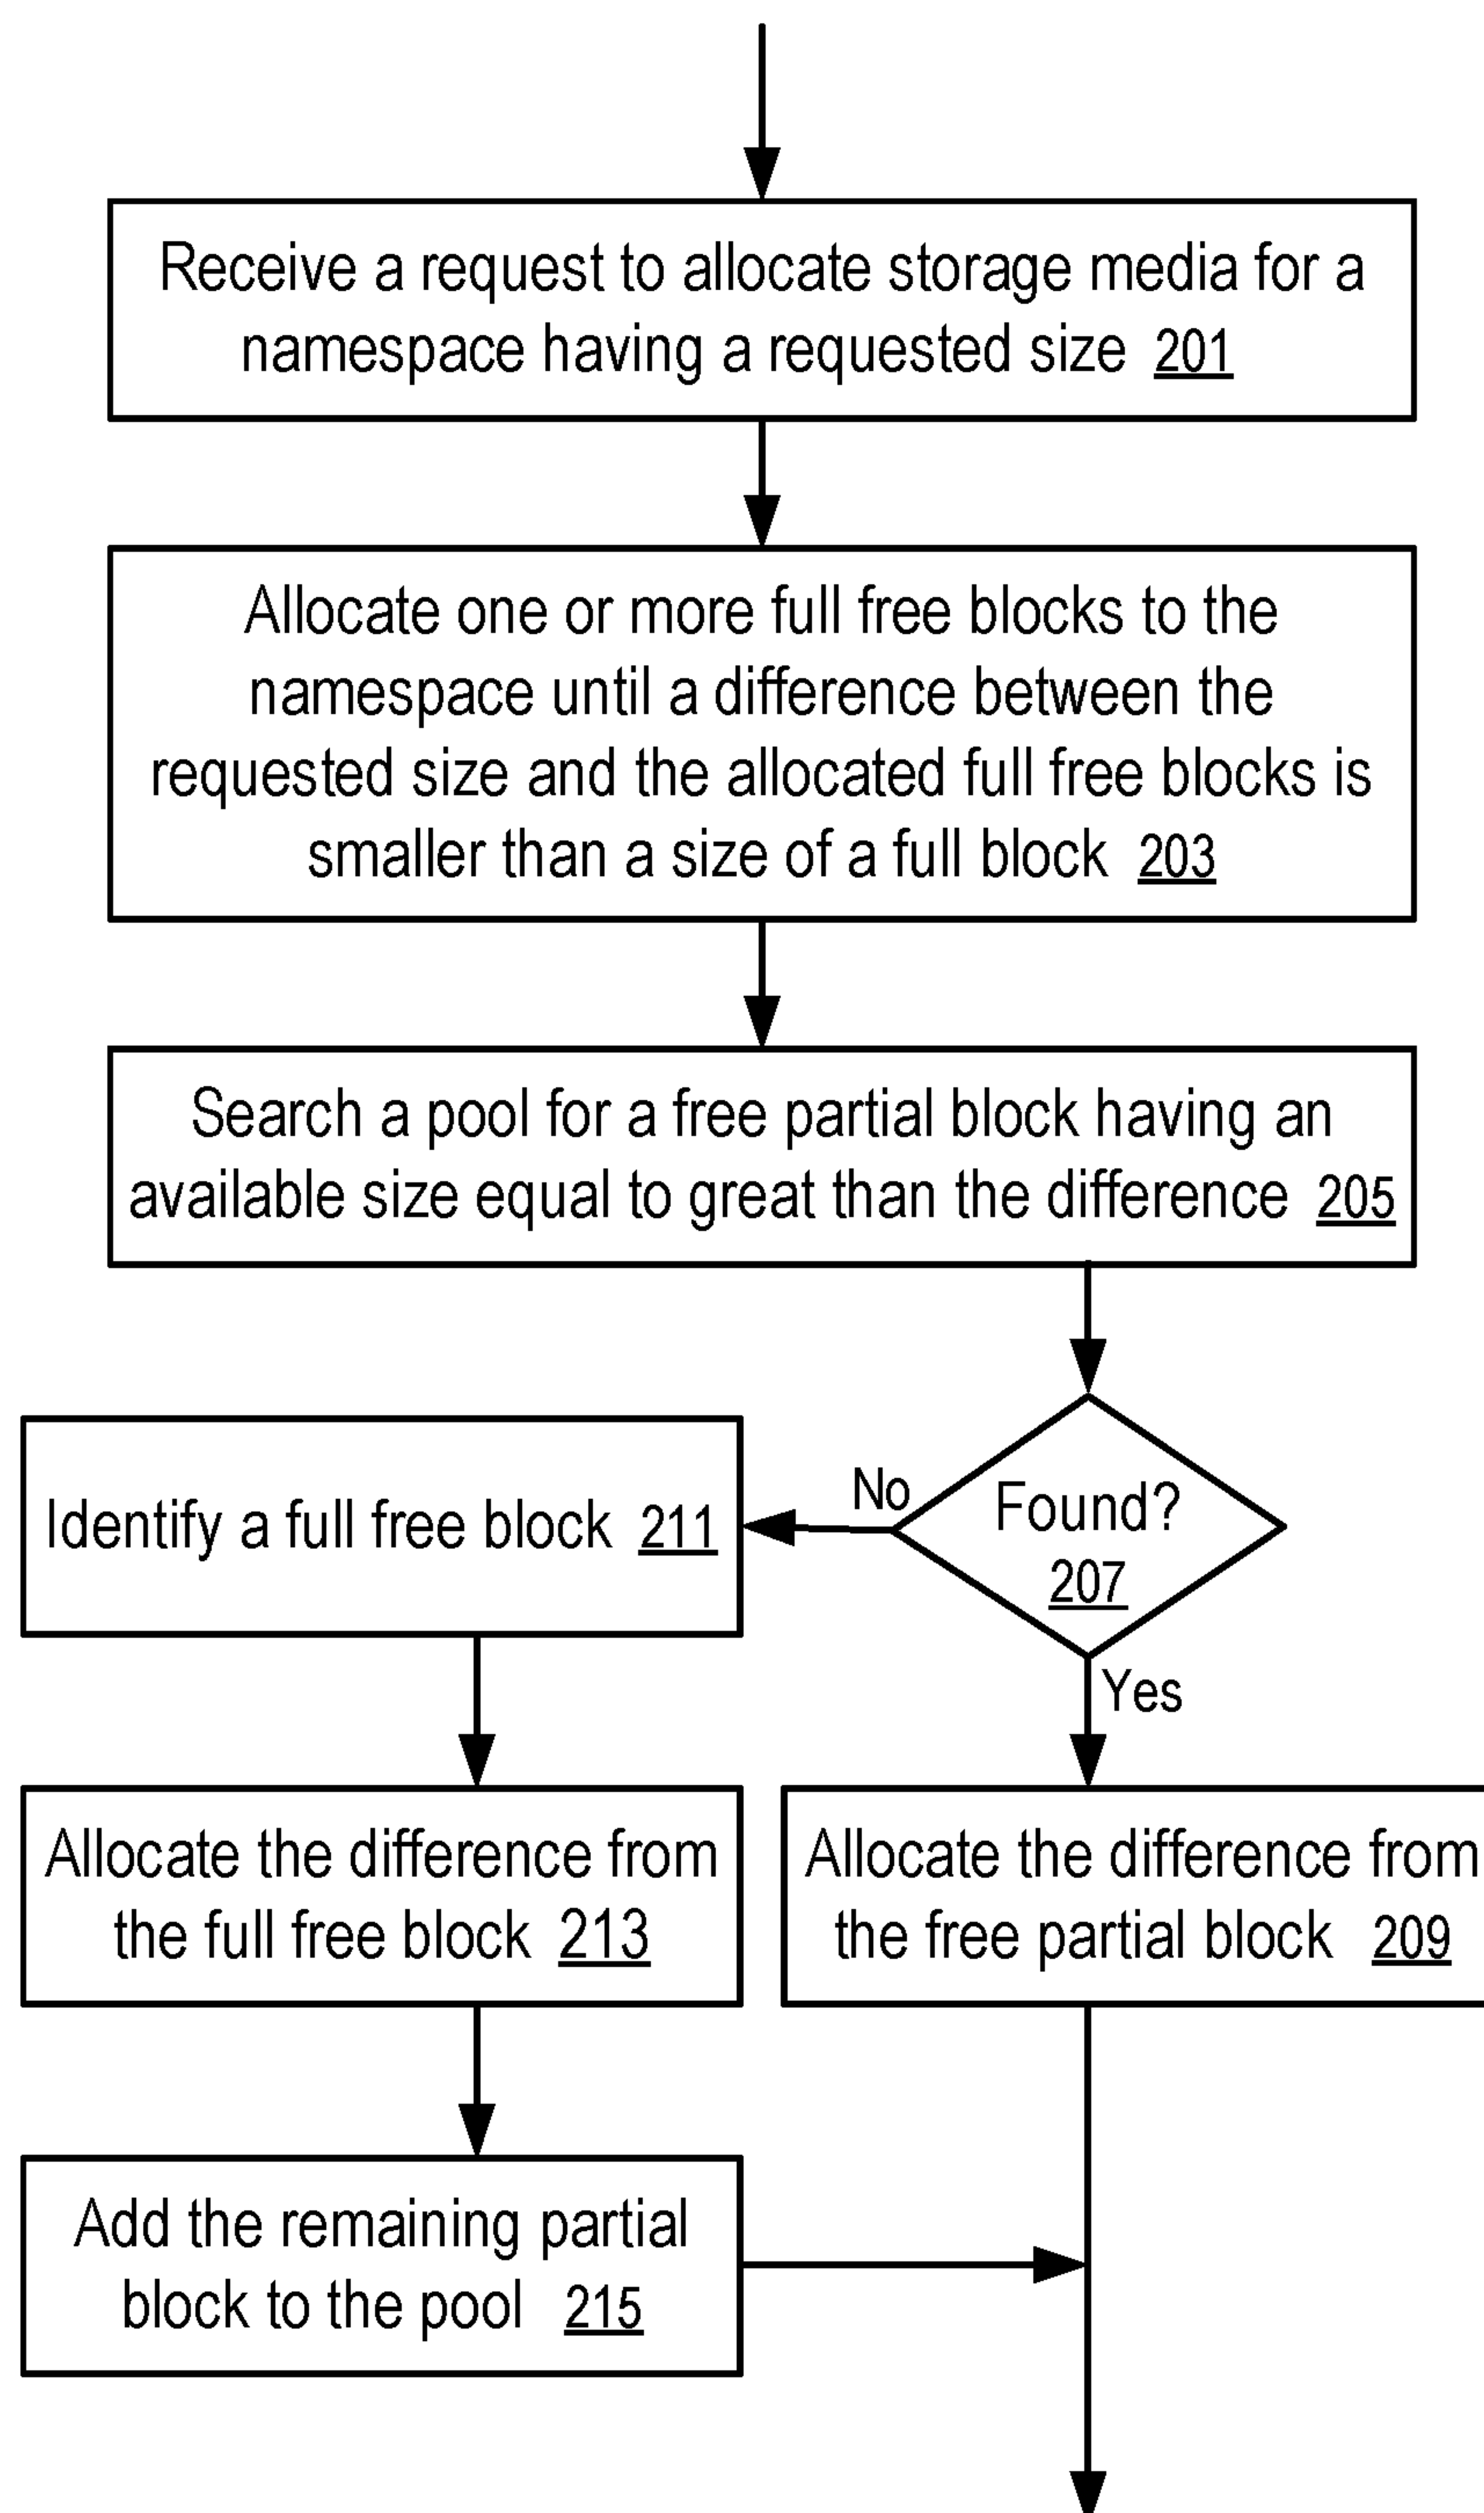 Receive a request to allocate storage media for a
namespace having a requested size 201
Allocate one or more full free blocks to the
namespace until a difference between the
requested size and the allocated full free blocks is
smaller than a size of a full block 203
Search a pool for a free partial block having an
available size equal to great than the difference 205
Found?
207
No
Yes
Identify a full free block 211
Allocate the difference from
the full free block 213
Allocate the difference from
the free partial block 209
Add the remaining partial
block to the pool 215